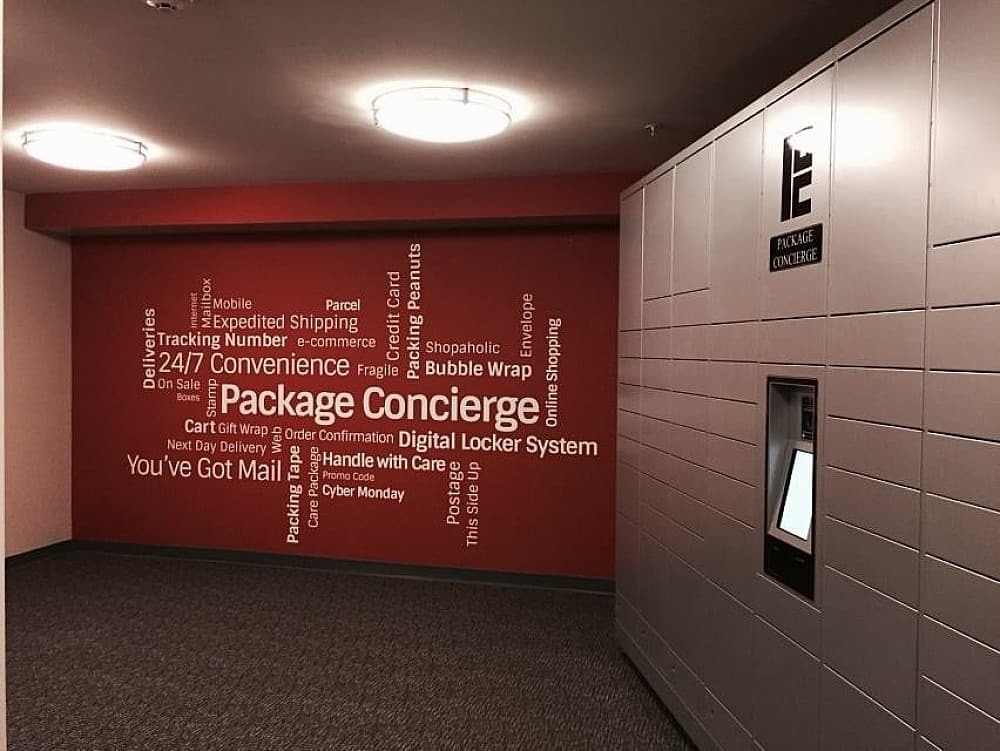 Deliveries
Internet
Mailbox
Mobile
Parcel
Expedited Shipping
Tracking Number
e-commerce
Credit Card
Packing Peanuts
Shopaholic
Envelope
Online Shopping
24/7 Convenience
Fragile
Bubble Wrap
On Sale
Boxes
Stamp
Package Concierge
Cart
Gift Wrap
Web
Order Confirmation
Digital Locker System
Next Day Delivery
You've Got Mail
Packing Tape
Care Package
Handle with Care
Promo Code
Cyber Monday
Postage
This Side Up
PACKAGE
CONCIERGE